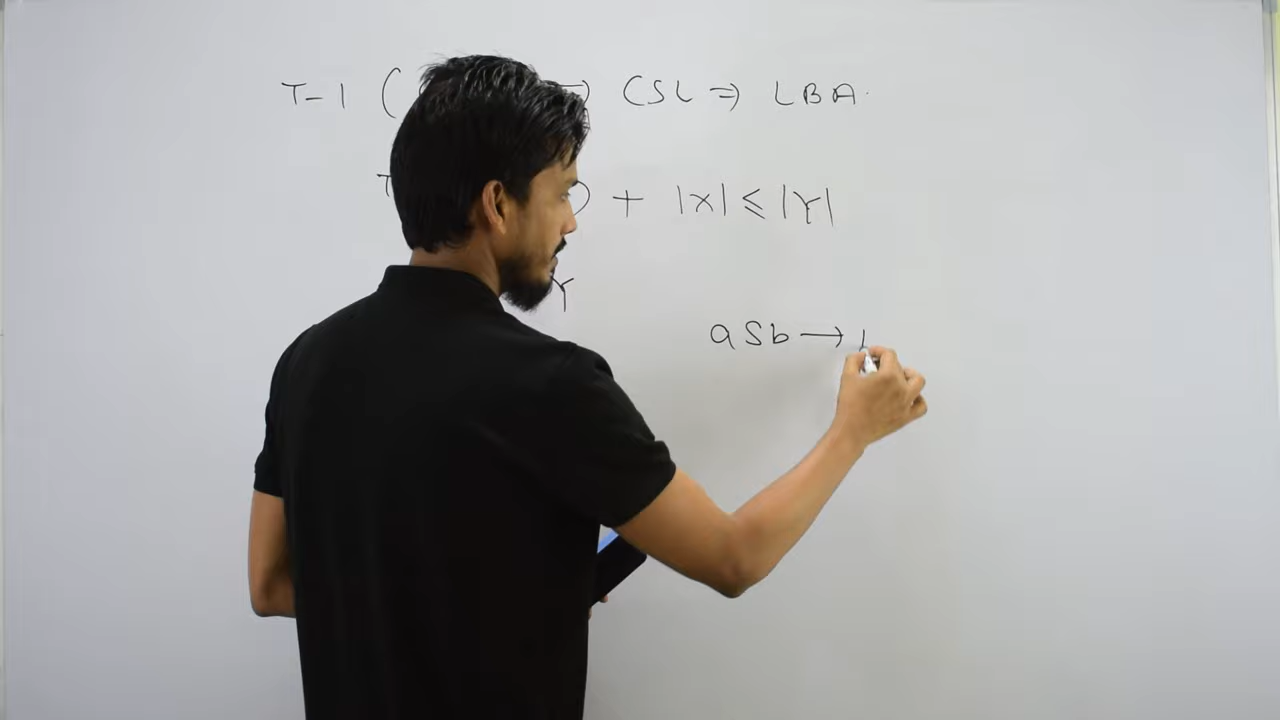 T-1 ( ⇒ CSL ⇒ LBA.
T ) + |X| ≤ |Y|
Y
aSb →